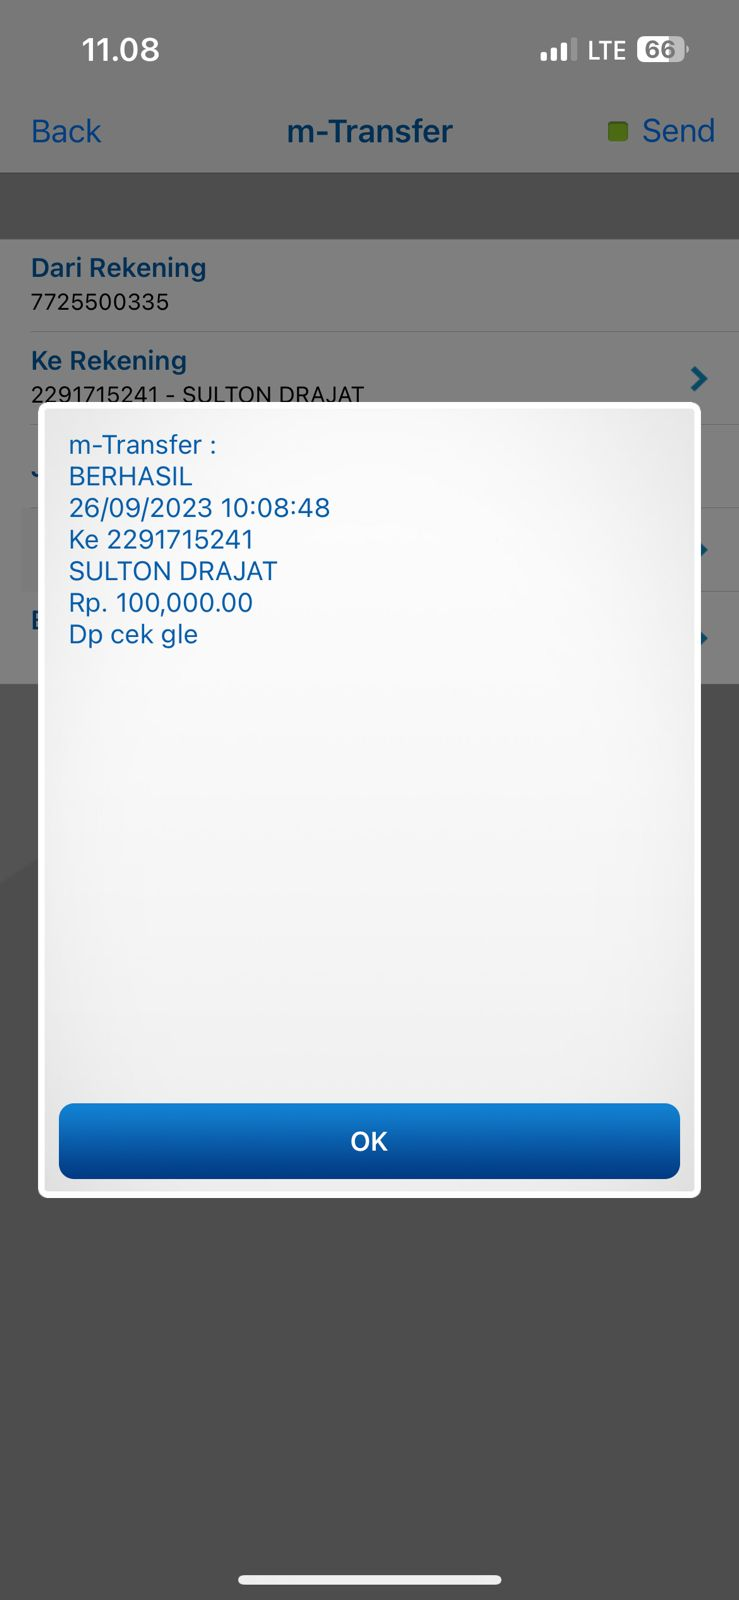 11.08
LTE 66
Back m-Transfer Send
Dari Rekening
7725500335
Ke Rekening
2291715241 - SULTON DRAJAT
m-Transfer :
BERHASIL
26/09/2023 10:08:48
Ke 2291715241
SULTON DRAJAT
Rp. 100,000.00
Dp cek gle
OK